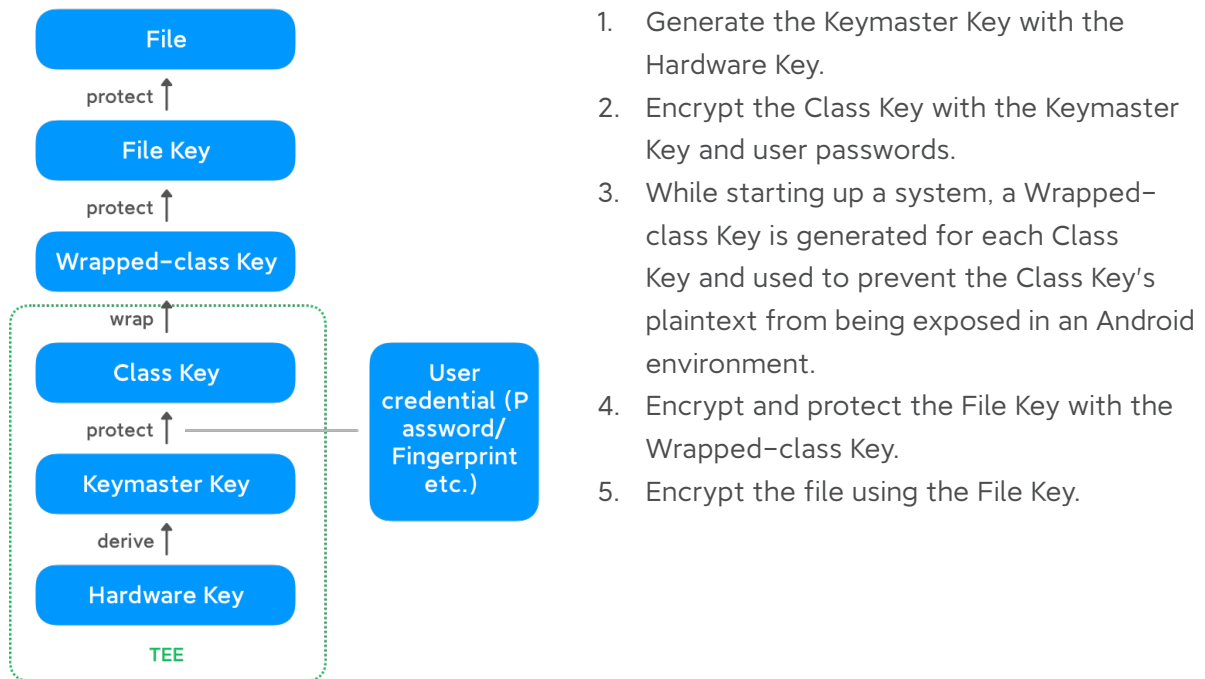 File
protect
File Key
protect
Wrapped-class Key
wrap
Class Key
protect
User
credential (P
assword/
Fingerprint
etc.)
Keymaster Key
derive
Hardware Key
TEE
1. Generate the Keymaster Key with the
Hardware Key.
2. Encrypt the Class Key with the Keymaster
Key and user passwords.
3. While starting up a system, a Wrapped-
class Key is generated for each Class
Key and used to prevent the Class Key's
plaintext from being exposed in an Android
environment.
4. Encrypt and protect the File Key with the
Wrapped-class Key.
5. Encrypt the file using the File Key.